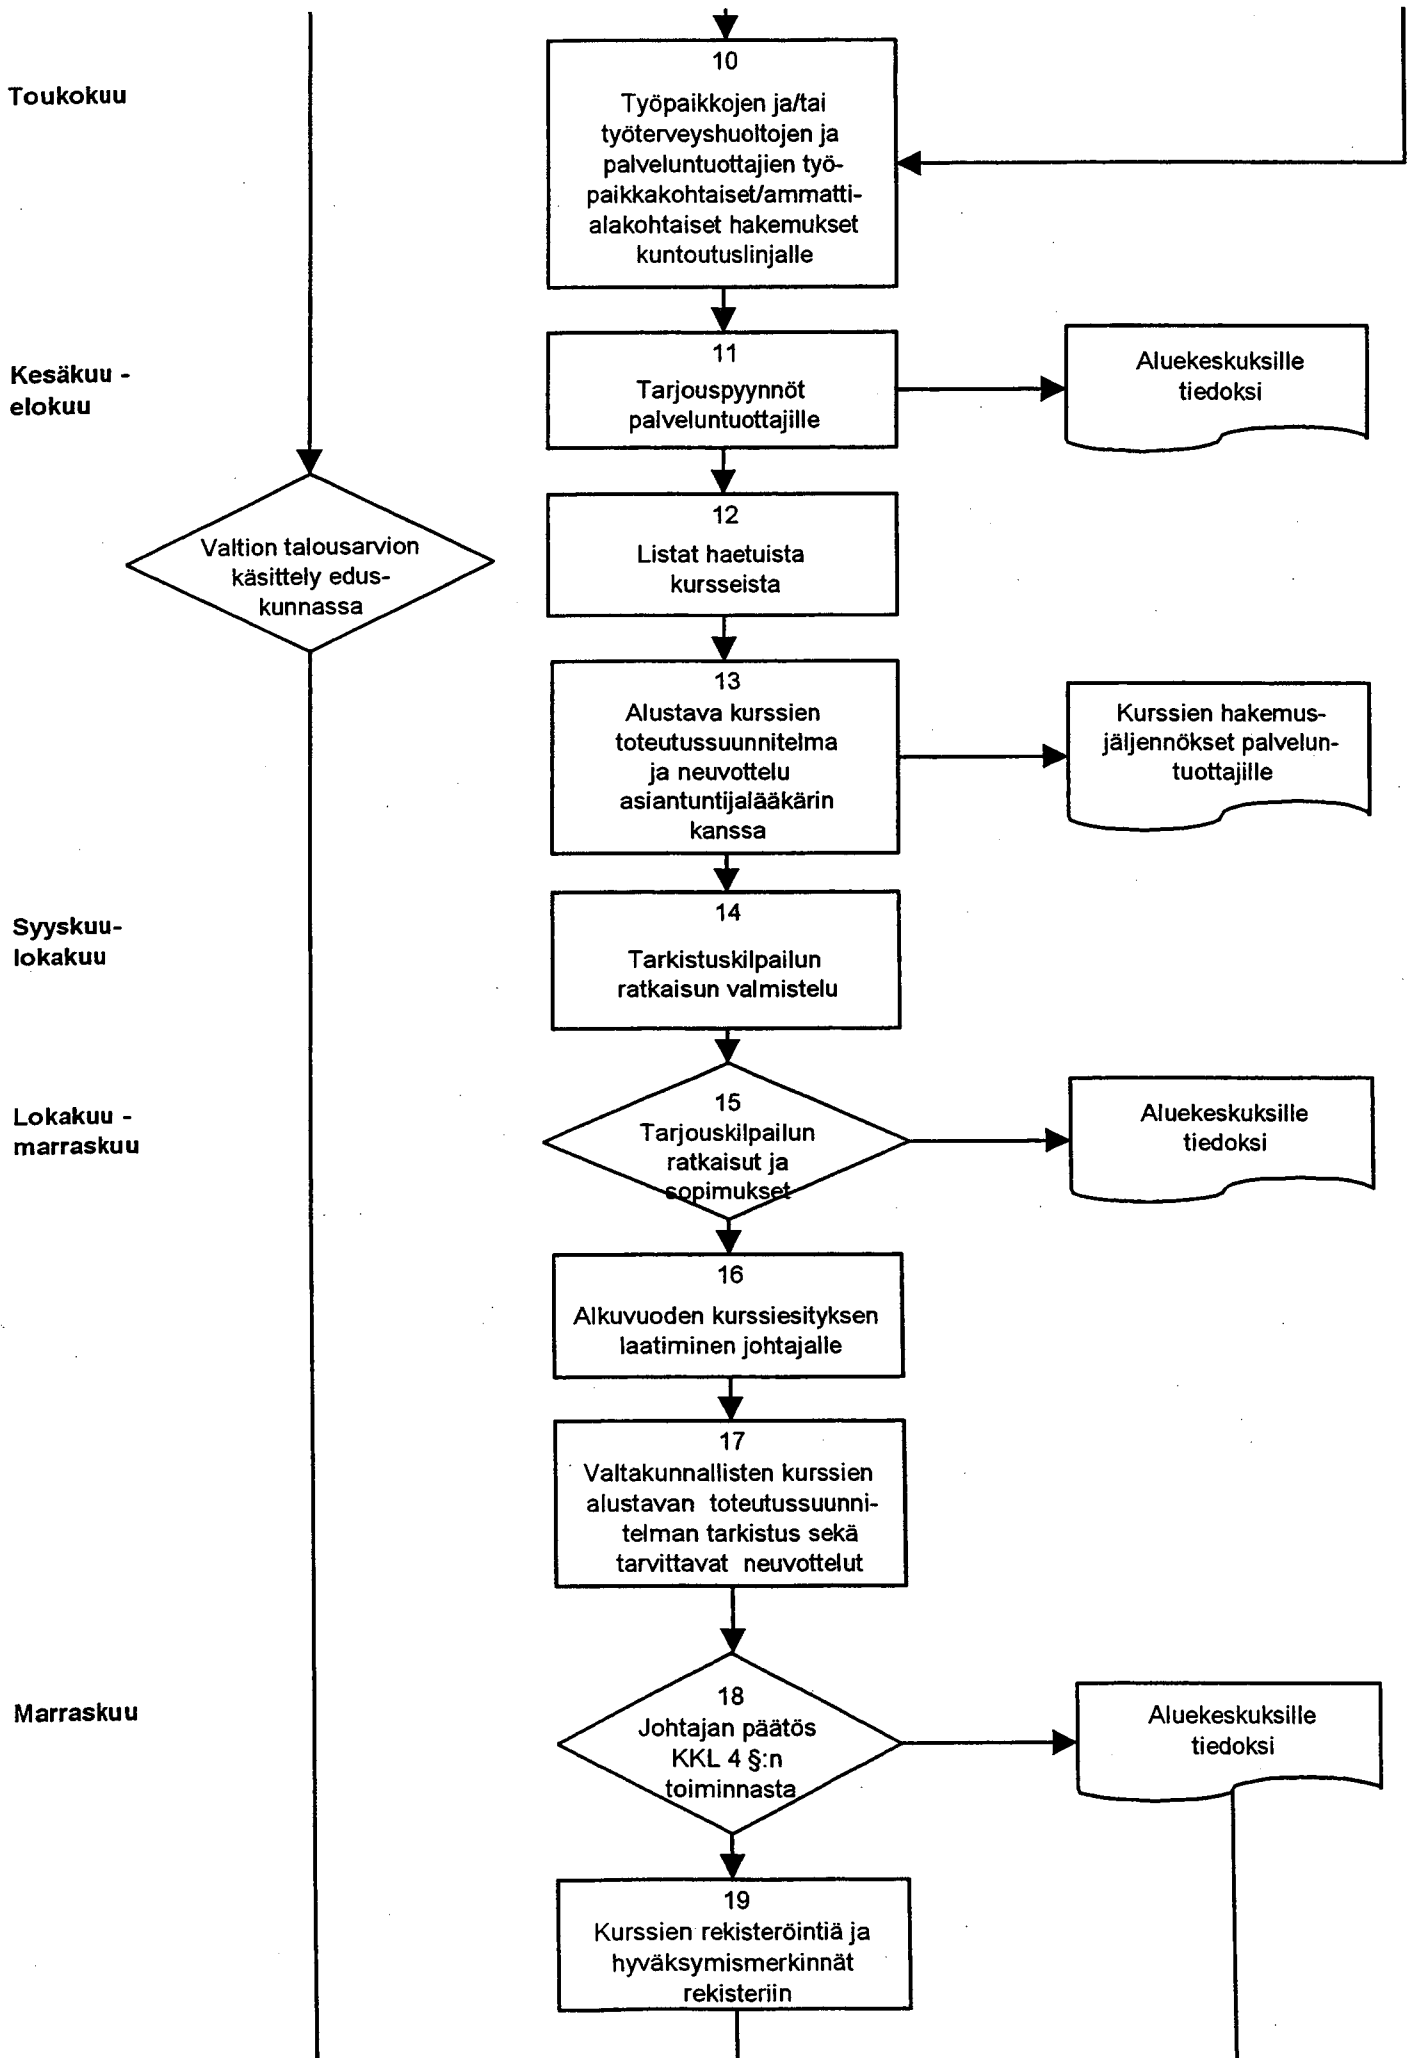 Toukokuu
10
Työpaikkojen ja/tai
työterveyshuoltojen ja
palveluntuottajien työ-
paikkakohtaiset/ammatti-
alakohtaiset hakemukset
kuntoutuslinjalle
Kesäkuu -
elokuu
11
Tarjouspyynnöt
palveluntuottajille
Aluekeskuksille
tiedoksi
Valtion talousarvion
käsittely edus-
kunnassa
12
Listat haetuista
kursseista
13
Alustava kurssien
toteutussuunnitelma
ja neuvottelu
asiantuntijalääkärin
kanssa
Kurssien hakemus-
jäljennökset palvelun-
tuottajille
Syyskuu-
lokakuu
14
Tarkistuskilpailun
ratkaisun valmistelu
Lokakuu -
marraskuu
15
Tarjouskilpailun
ratkaisut ja
sopimukset
Aluekeskuksille
tiedoksi
16
Alkuvuoden kurssiesityksen
laatiminen johtajalle
17
Valtakunnallisten kurssien
alustavan toteutussuunni-
telman tarkistus sekä
tarvittavat neuvottelut
Marraskuu
18
Johtajan päätös
KKL 4 §:n
toiminnasta
Aluekeskuksille
tiedoksi
19
Kurssien rekisteröintiä ja
hyväksymismerkinnät
rekisteriin